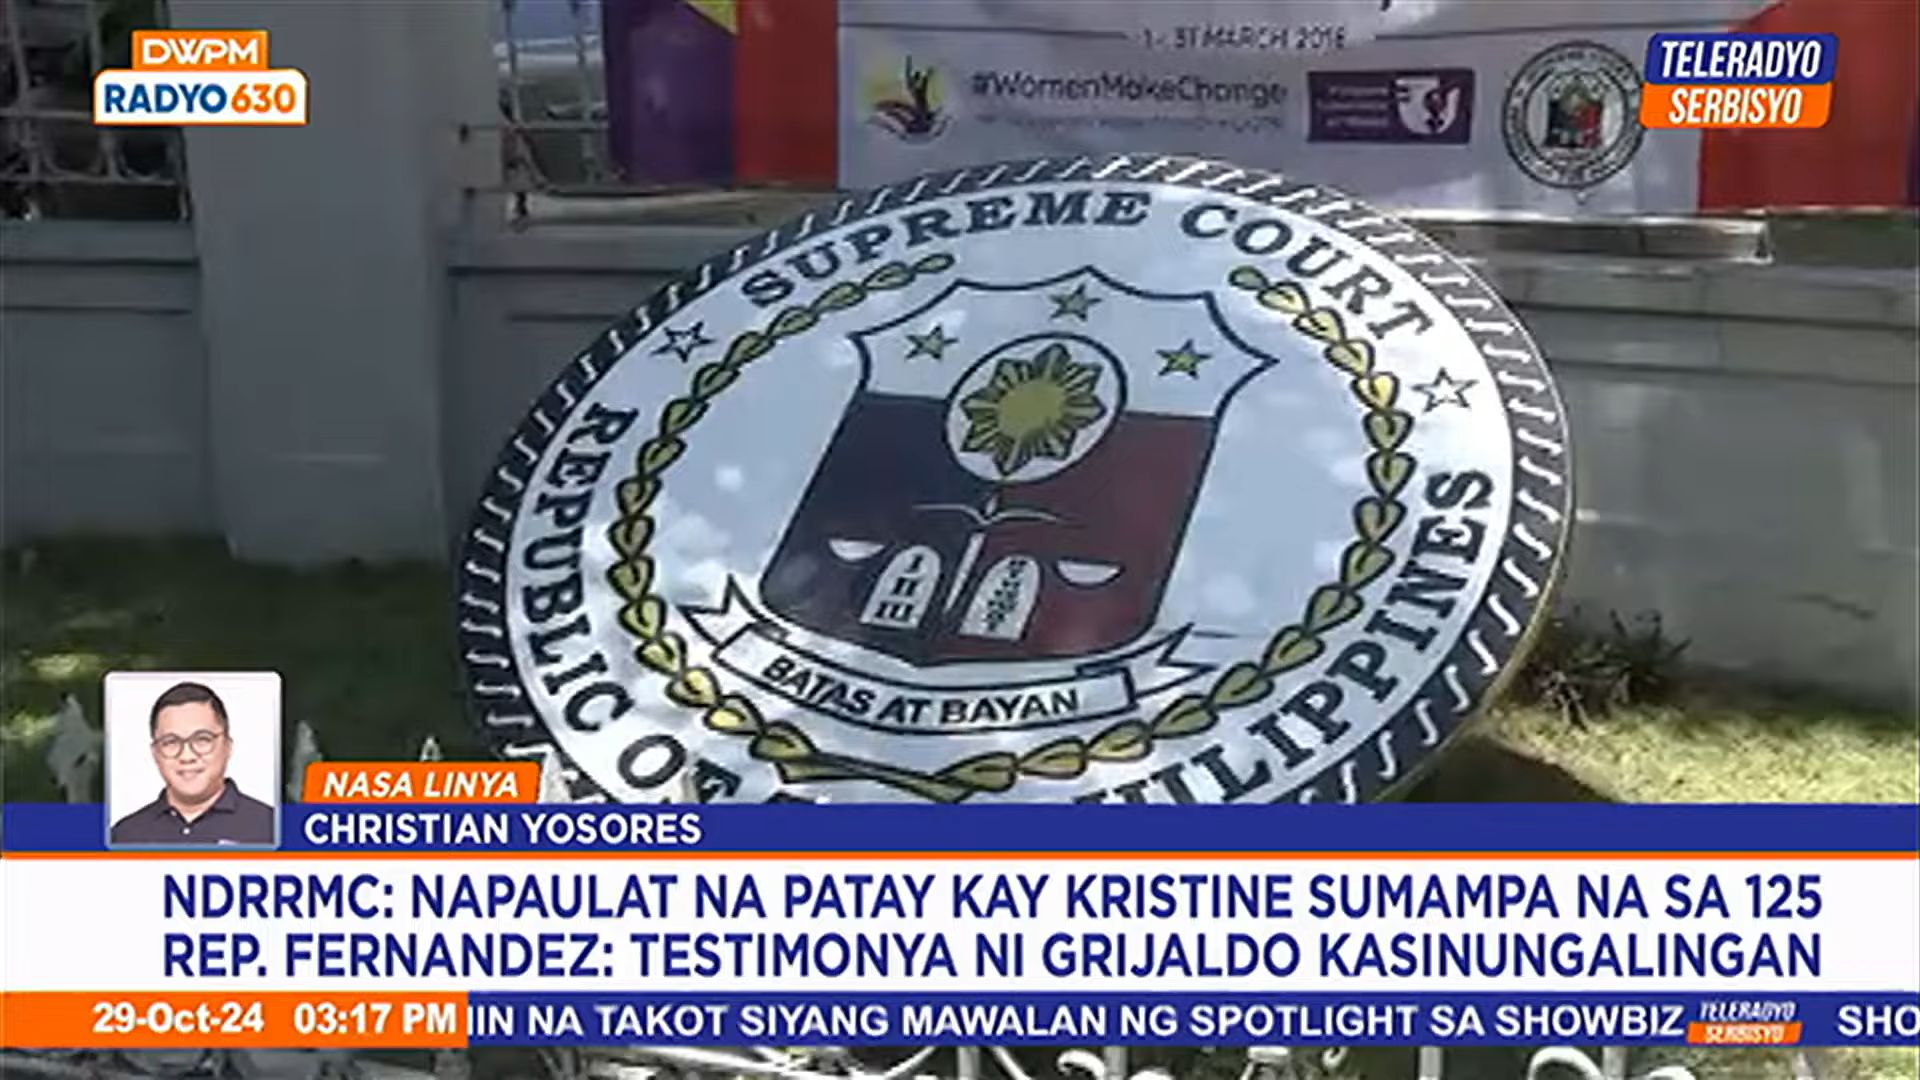 DWPM
RADYO 630
1 - 31 MARCH 2018
#WomenMakeChange
TELERADYO
SERBISYO
SUPREME COURT
REPUBLIC OF
PHILIPPINES
BATAS AT BAYAN
NASA LINYA
CHRISTIAN YOSORES
NDRRMC: NAPAULAT NA PATAY KAY KRISTINE SUMAMPA NA SA 125
REP. FERNANDEZ: TESTIMONYA NI GRIJALDO KASINUNGALINGAN
29-Oct-24 03:17 PM
NA TAKOT SIYANG MAWALAN NG SPOTLIGHT SA SHOWBIZ TELERADYO SERBISYO SHO